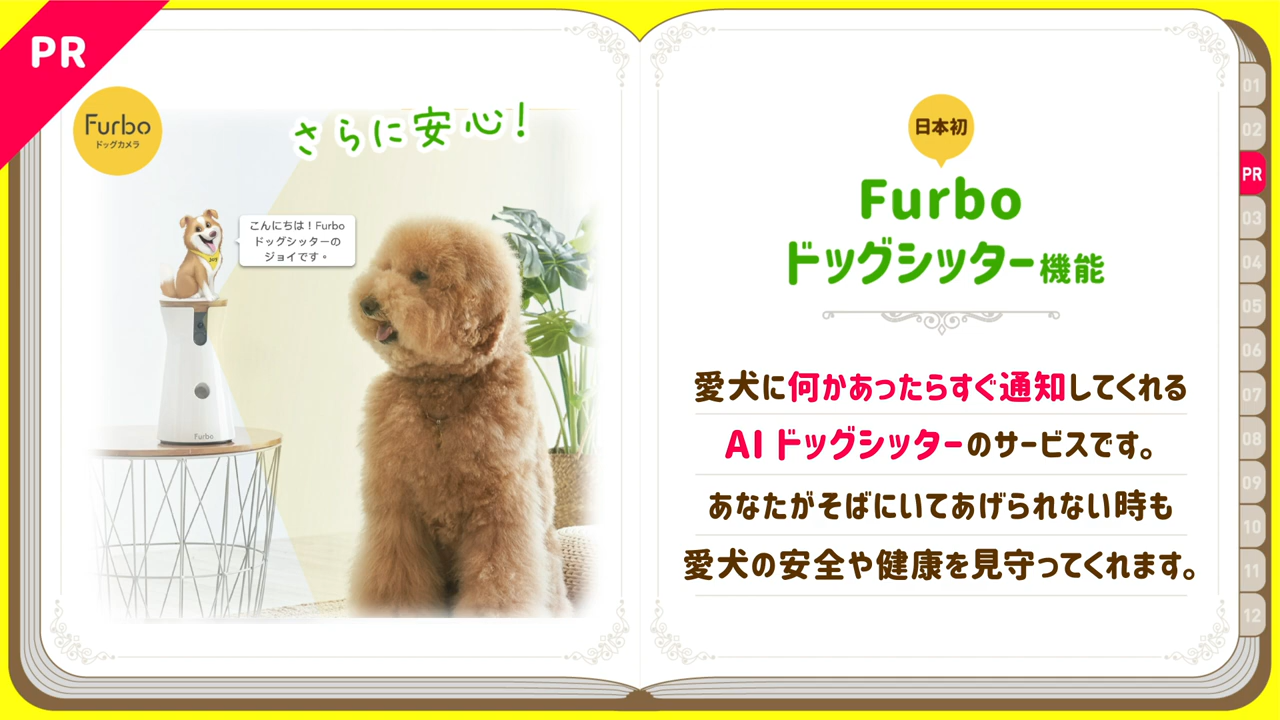 PR
Furbo
ドッグカメラ
さらに安心!
こんにちは！Furbo
ドッグシッターの
ジョイです。
Furbo
日本初
Furbo
ドッグシッター機能
愛犬に何かあったらすぐ通知してくれる
AI ドッグシッターのサービスです。
あなたがそばにいてあげられない時も
愛犬の安全や健康を見守ってくれます。
01
02
PR
03
04
05
06
07
08
09
10
11
12